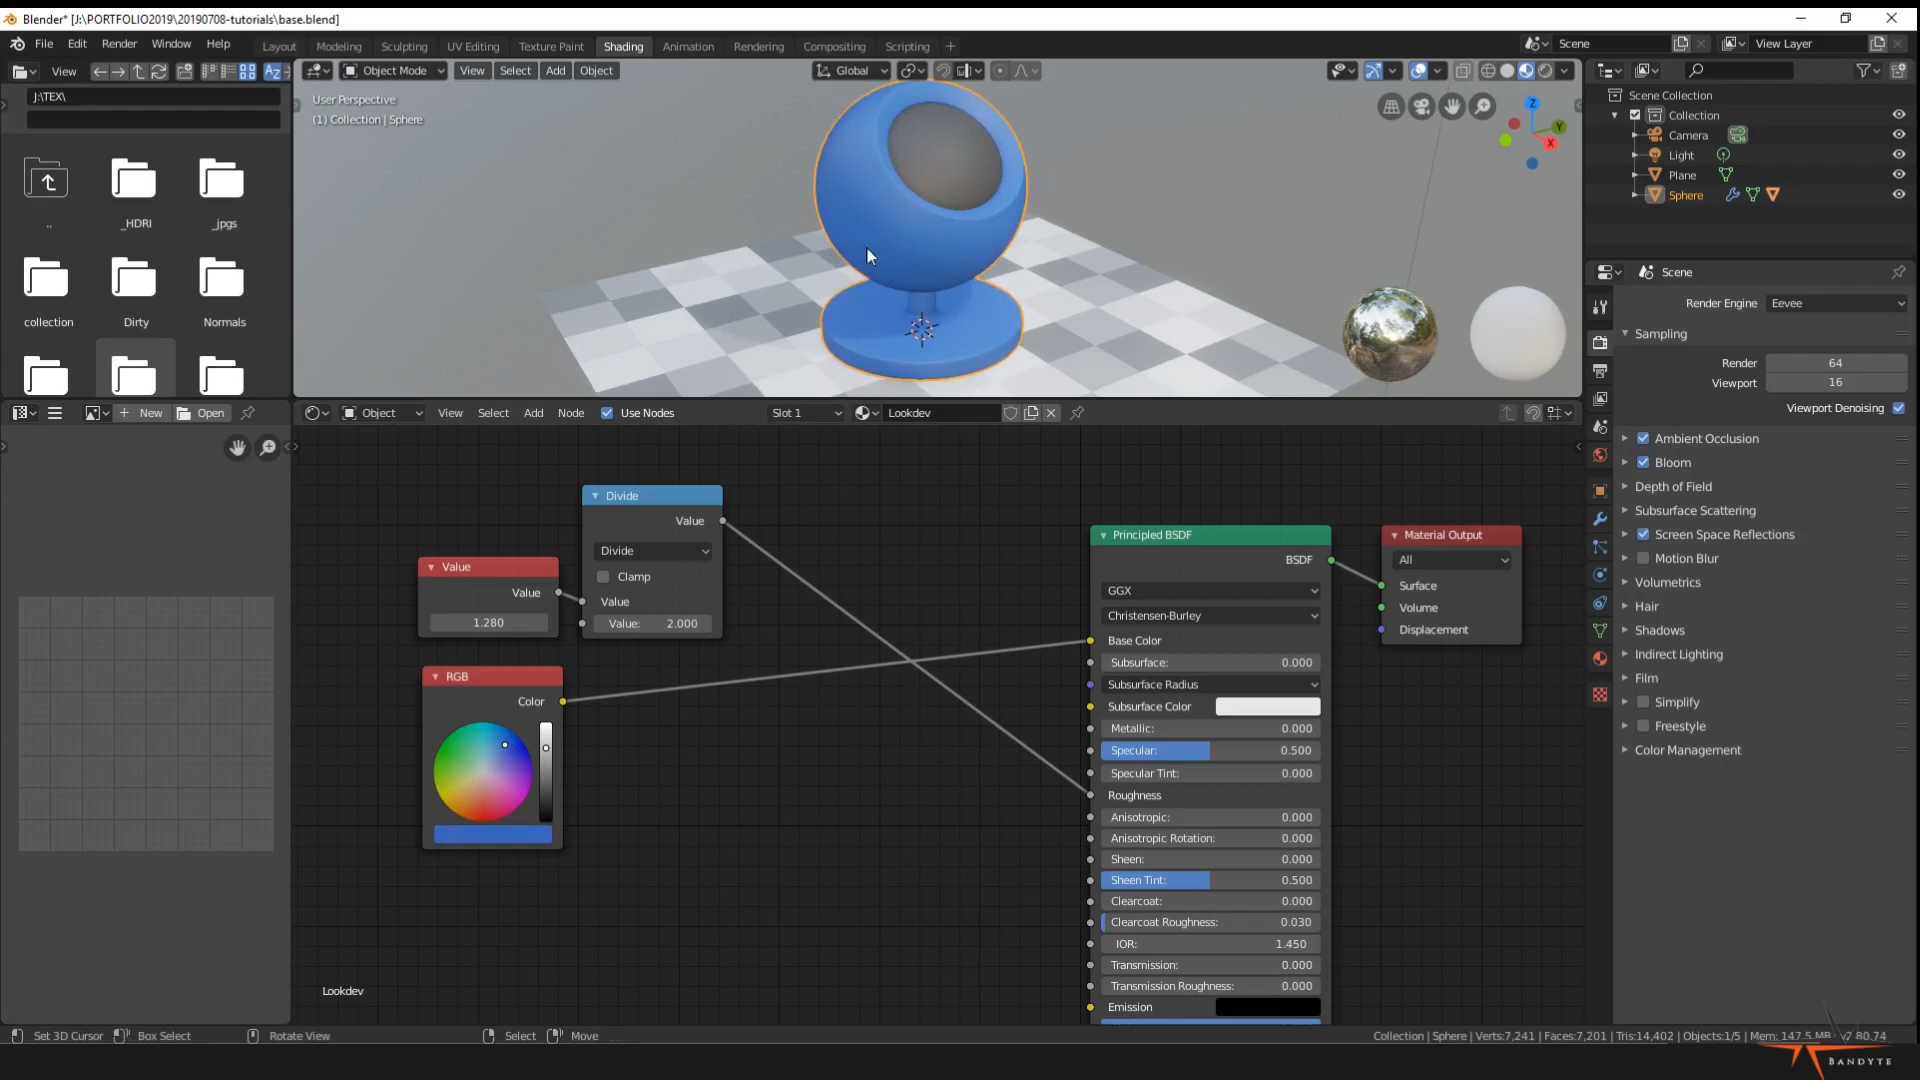 Blender* [J:\PORTFOLIO2019\20190708-tutorials\base.blend]
File Edit Render Window Help
Layout Modeling Sculpting UV Editing Texture Paint Shading Animation Rendering Compositing Scripting +
Scene
View Layer
View
J:\TEX\
.. _HDRI _jpgs
collection Dirty Normals
Object Mode View Select Add Object Global
User Perspective
(1) Collection | Sphere
Z Y X
Scene Collection
Collection
Camera
Light
Plane
Sphere
New Open
Object View Select Add Node Use Nodes Slot 1 Lookdev
Divide
Value
Divide
Clamp
Value
Value: 2.000
Value
Value
1.280
RGB
Color
Principled BSDF
BSDF
GGX
Christensen-Burley
Base Color
Subsurface: 0.000
Subsurface Radius
Subsurface Color
Metallic: 0.000
Specular: 0.500
Specular Tint: 0.000
Roughness
Anisotropic: 0.000
Anisotropic Rotation: 0.000
Sheen: 0.000
Sheen Tint: 0.500
Clearcoat: 0.000
Clearcoat Roughness: 0.030
IOR: 1.450
Transmission: 0.000
Transmission Roughness: 0.000
Emission
Material Output
All
Surface
Volume
Displacement
Lookdev
Scene
Render Engine Eevee
Sampling
Render 64
Viewport 16
Viewport Denoising
Ambient Occlusion
Bloom
Depth of Field
Subsurface Scattering
Screen Space Reflections
Motion Blur
Volumetrics
Hair
Shadows
Indirect Lighting
Film
Simplify
Freestyle
Color Management
Set 3D Cursor Box Select Rotate View Select Move
Collection | Sphere | Verts:7,241 | Faces:7,201 | Tris:14,402 | Objects:1/5 | Mem: 147.5 MB
BANDYTE